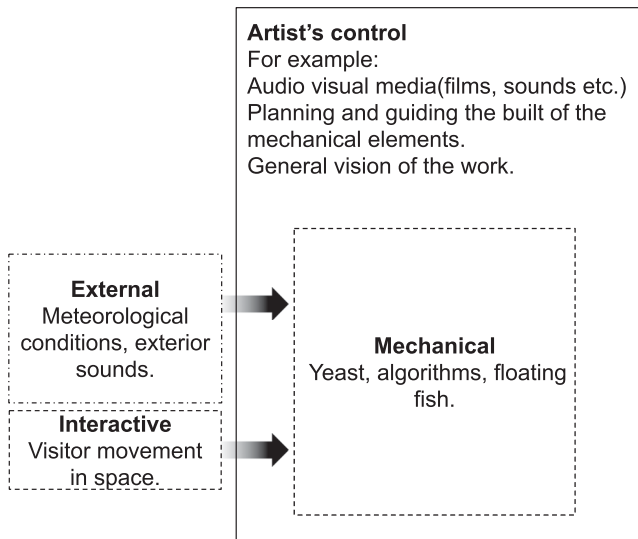 Artist's control
For example:
Audio visual media(films, sounds etc.)
Planning and guiding the built of the
mechanical elements.
General vision of the work.
External
Meteorological
conditions, exterior
sounds.
Interactive
Visitor movement
in space.
Mechanical
Yeast, algorithms, floating
fish.